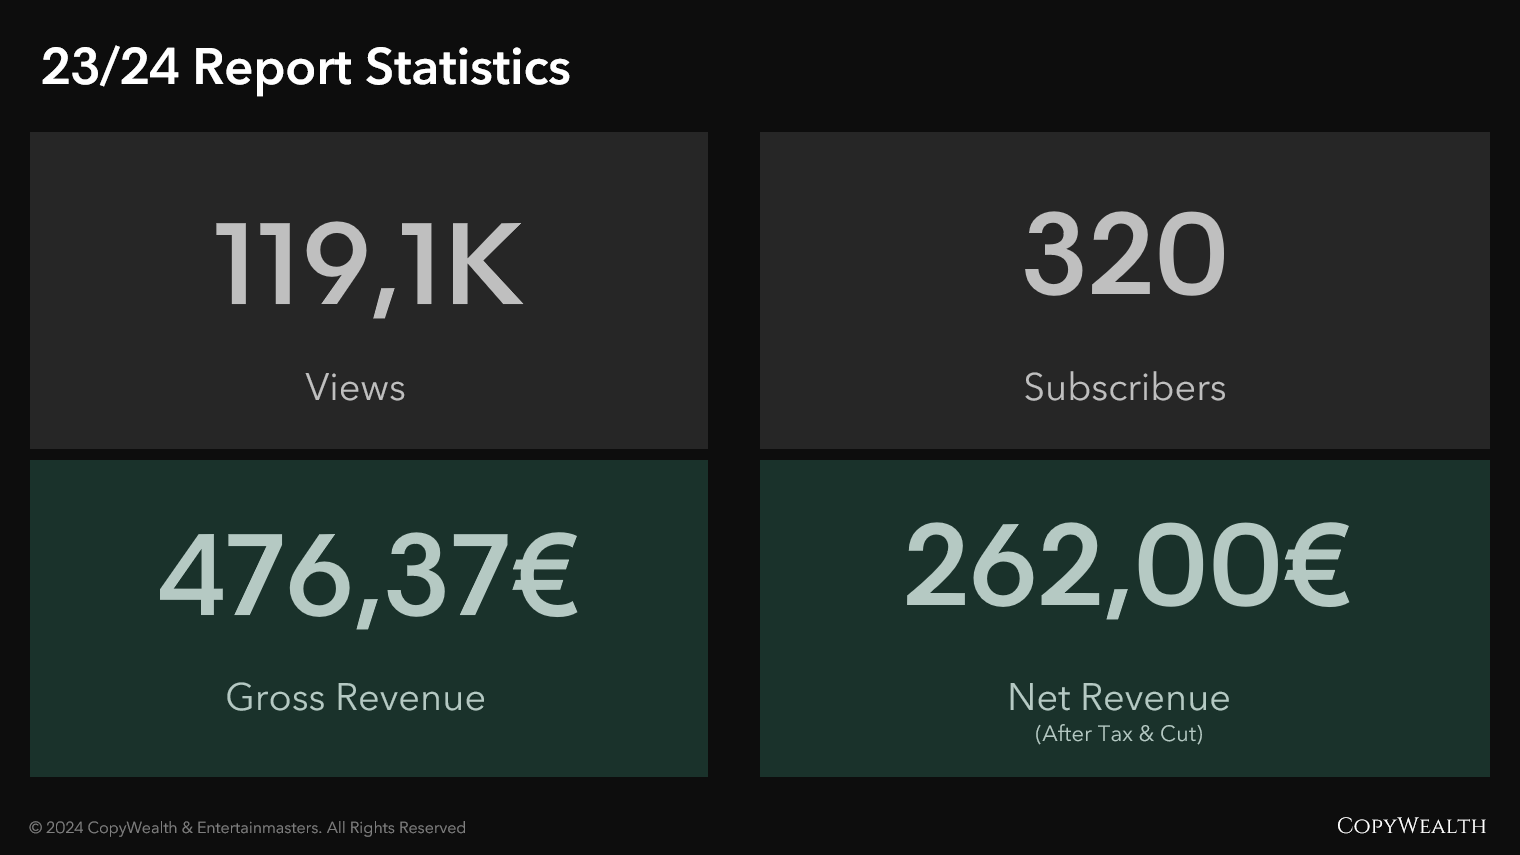 23/24 Report Statistics
119,1K
Views
320
Subscribers
476,37€
Gross Revenue
262,00€
Net Revenue
(After Tax & Cut)
© 2024 CopyWealth & Entertainmasters. All Rights Reserved
CopyWealth